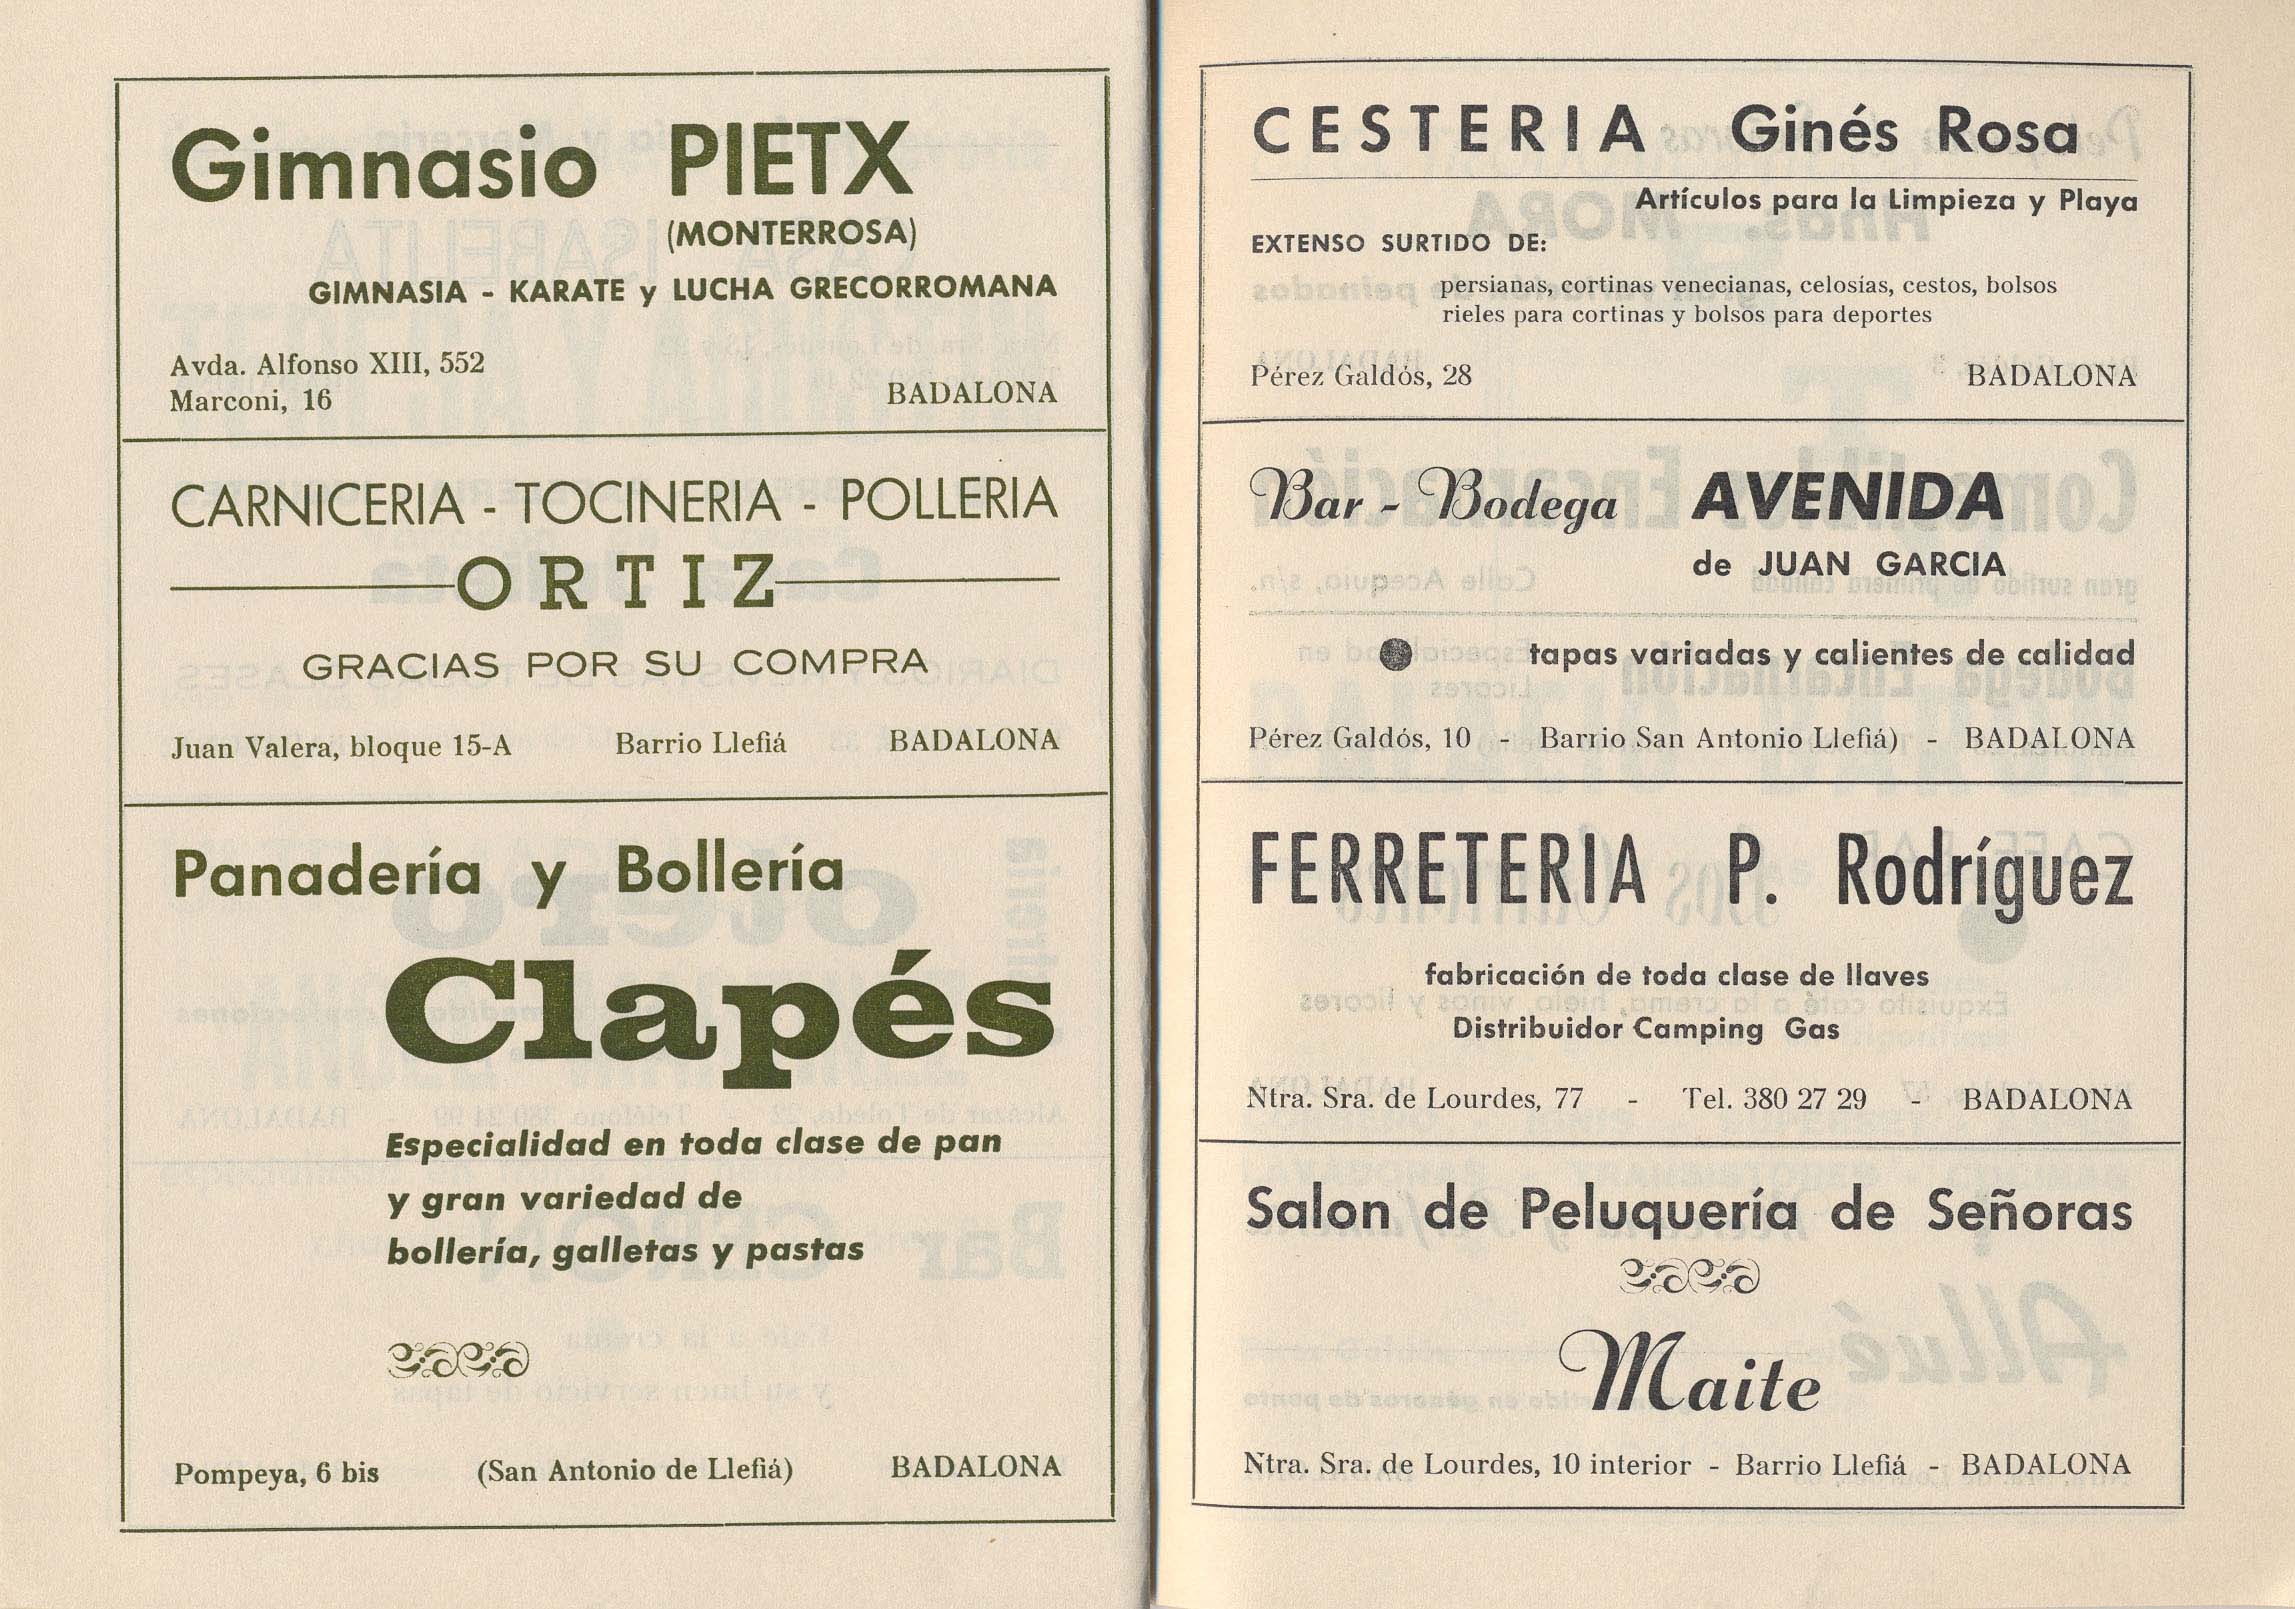 Gimnasio PIETX
(MONTERROSA)
GIMNASIA - KARATE y LUCHA GRECORROMANA
Avda. Alfonso XIII, 552
Marconi, 16
BADALONA
CARNICERIA - TOCINERIA - POLLERIA
ORTIZ
GRACIAS POR SU COMPRA
Juan Valera, bloque 15-A Barrio Llefiá BADALONA
Panadería y Bollería
Clapés
Especialidad en toda clase de pan
y gran variedad de
bollería, galletas y pastas
Pompeya, 6 bis (San Antonio de Llefiá) BADALONA
CESTERIA Ginés Rosa
Artículos para la Limpieza y Playa
EXTENSO SURTIDO DE:
persianas, cortinas venecianas, celosías, cestos, bolsos
rieles para cortinas y bolsos para deportes
Pérez Galdós, 28 BADALONA
Bar - Bodega AVENIDA
de JUAN GARCIA
tapas variadas y calientes de calidad
Pérez Galdós, 10 - Barrio San Antonio Llefiá) - BADALONA
FERRETERIA P. Rodríguez
fabricación de toda clase de llaves
Distribuidor Camping Gas
Ntra. Sra. de Lourdes, 77 - Tel. 380 27 29 - BADALONA
Salon de Peluquería de Señoras
Maite
Ntra. Sra. de Lourdes, 10 interior - Barrio Llefiá - BADALONA